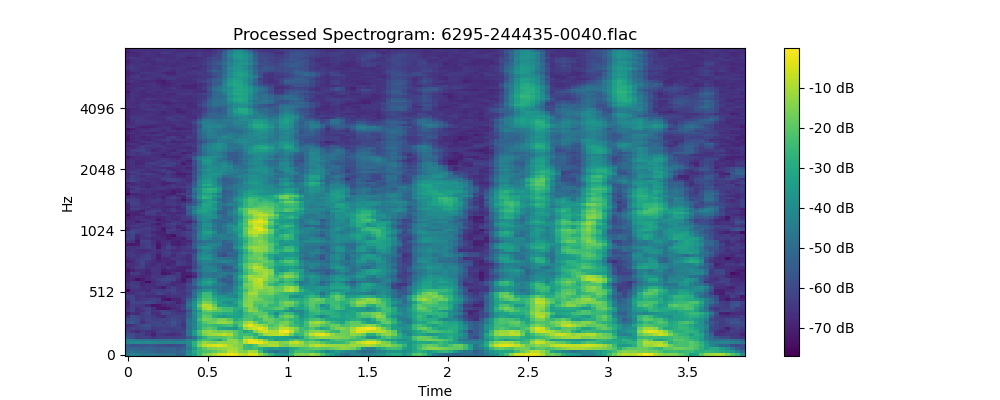 Processed Spectrogram: 6295-244435-0040.flac
Hz
4096
2048
1024
512
0
0 0.5 1 1.5 2 2.5 3 3.5
Time
-10 dB
-20 dB
-30 dB
-40 dB
-50 dB
-60 dB
-70 dB